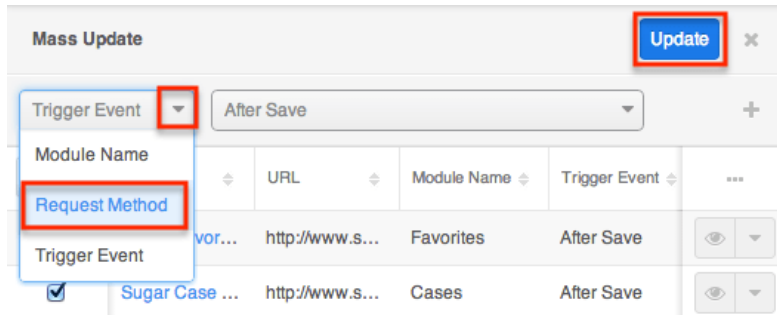 Mass Update
Update
Trigger Event
After Save
Module Name
Request Method
Trigger Event
URL
Module Name
Trigger Event
vor...
http://www.s...
Favorites
After Save
Sugar Case ...
http://www.s...
Cases
After Save